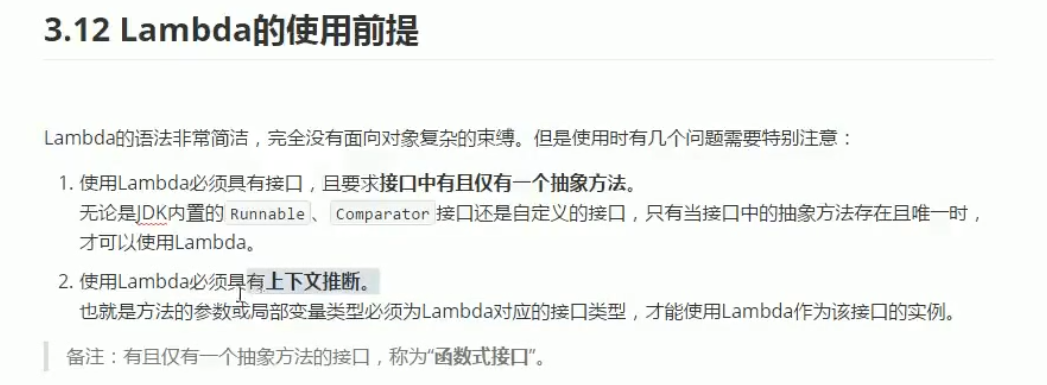 3.12 Lambda的使用前提
Lambda的语法非常简洁，完全没有面向对象复杂的束缚。但是使用时有几个问题需要特别注意：
1. 使用Lambda必须具有接口，且要求接口中有且仅有一个抽象方法。
无论是JDK内置的 Runnable 、 Comparator 接口还是自定义的接口，只有当接口中的抽象方法存在且唯一时，
才可以使用Lambda。
2. 使用Lambda必须具有上下文推断。
也就是方法的参数或局部变量类型必须为Lambda对应的接口类型，才能使用Lambda作为该接口的实例。
备注：有且仅有一个抽象方法的接口，称为“函数式接口”。